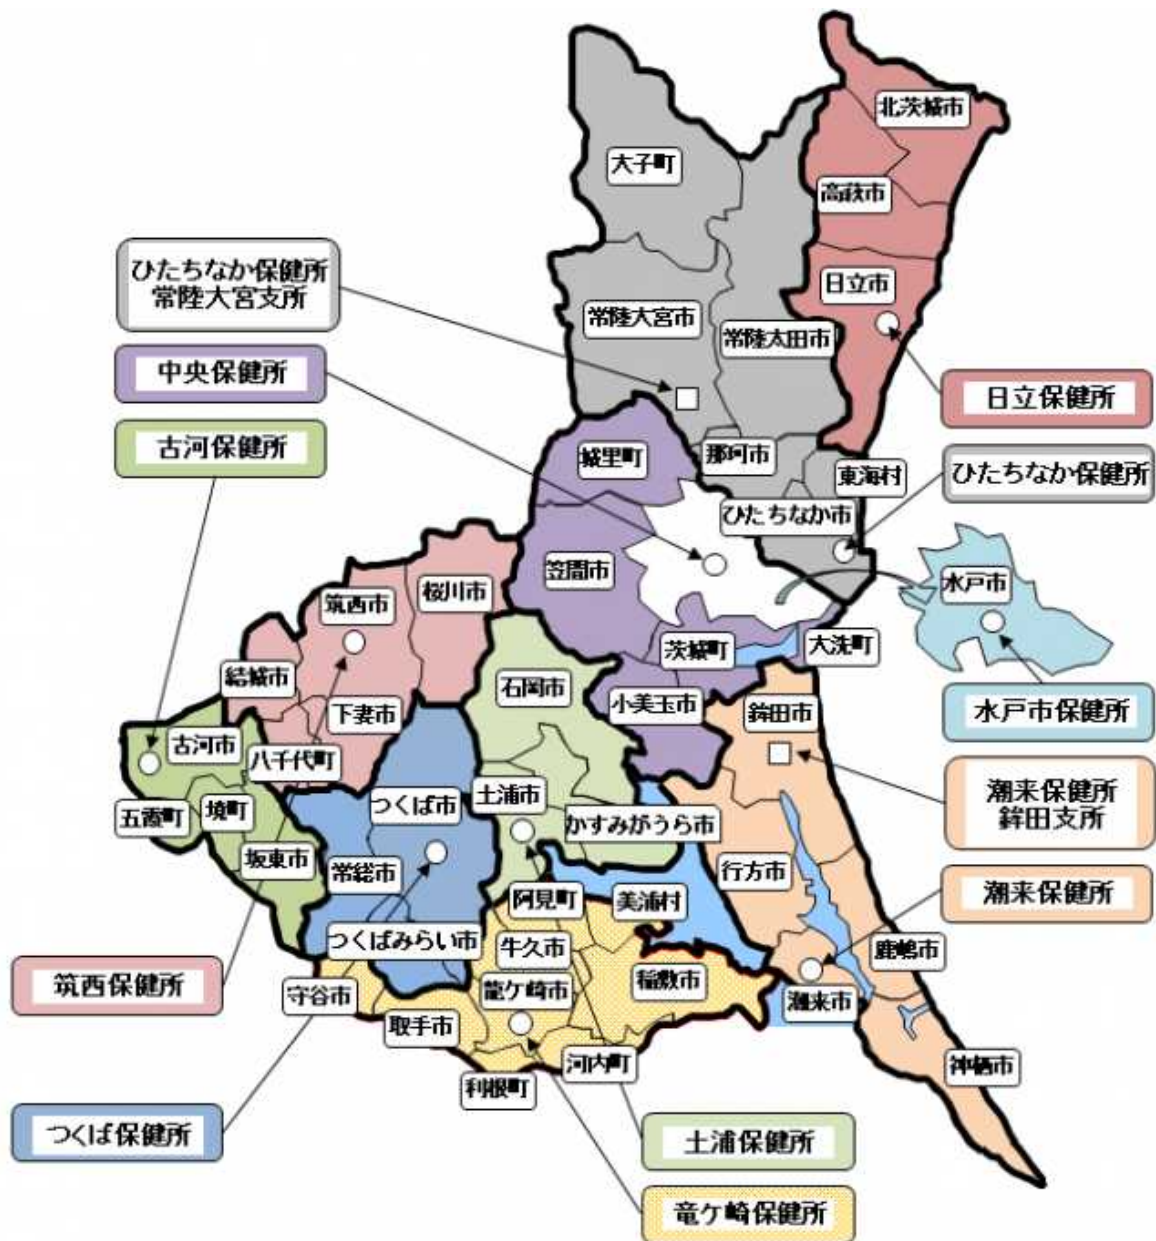 北茨城市
大子町
高萩市
ひたちなか保健所
常陸大宮支所
日立市
常陸大宮市
常陸太田市
中央保健所
日立保健所
古河保健所
城里町
那珂市
東海村
ひたちなか保健所
ひたちなか市
笠間市
桜川市
水戸市
筑西市
茨城町
大洗町
結城市
石岡市
小美玉市
下妻市
鉾田市
水戸市保健所
古河市
八千代町
潮来保健所
鉾田支所
つくば市
土浦市
五霞町
境町
かすみがうら市
坂東市
常総市
行方市
潮来保健所
阿見町
美浦村
つくばみらい市
牛久市
鹿嶋市
筑西保健所
守谷市
龍ケ崎市
稲敷市
潮来市
取手市
河内町
神栖市
利根町
つくば保健所
土浦保健所
竜ケ崎保健所